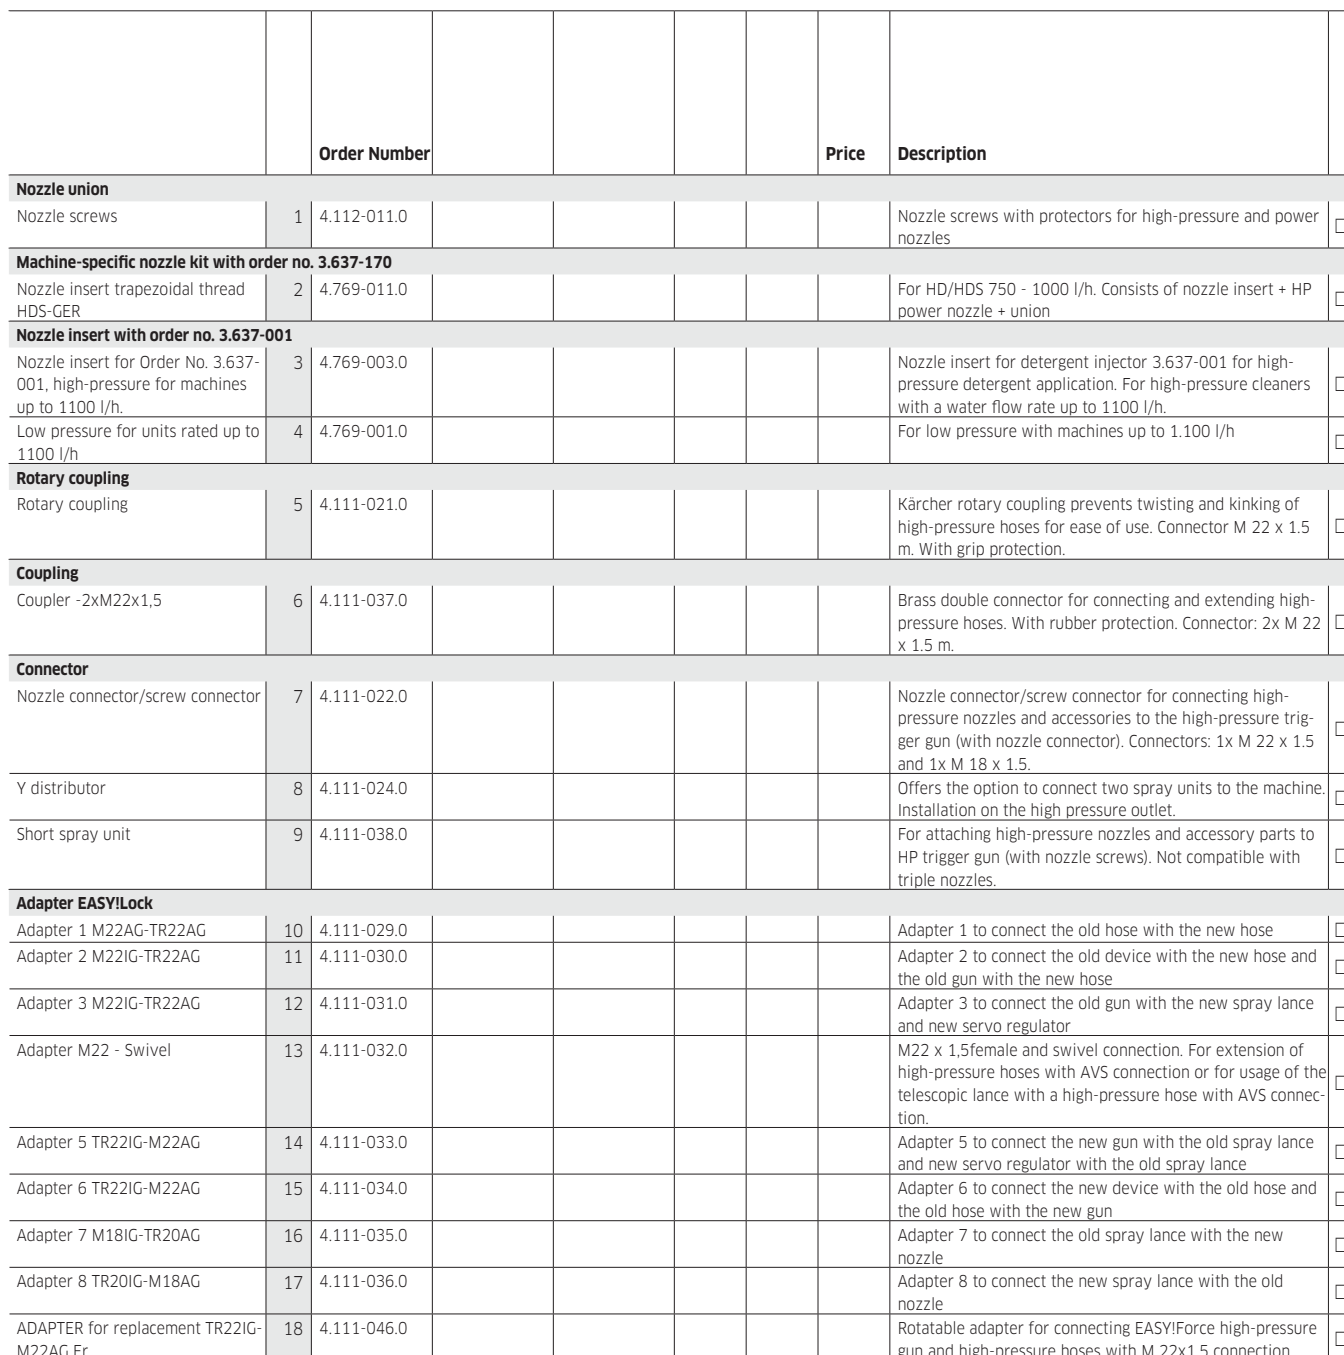 Order Number Price Description
Nozzle union
Nozzle screws 1 4.112-011.0 Nozzle screws with protectors for high-pressure and power
nozzles
Machine-specific nozzle kit with order no. 3.637-170
Nozzle insert trapezoidal thread 2 4.769-011.0 For HD/HDS 750 - 1000 l/h. Consists of nozzle insert + HP
HDS-GER power nozzle + union
Nozzle insert with order no. 3.637-001
Nozzle insert for Order No. 3.637- 3 4.769-003.0 Nozzle insert for detergent injector 3.637-001 for high-
001, high-pressure for machines pressure detergent application. For high-pressure cleaners
up to 1100 l/h. with a water flow rate up to 1100 l/h.
Low pressure for units rated up to 4 4.769-001.0 For low pressure with machines up to 1.100 l/h
1100 l/h
Rotary coupling
Rotary coupling 5 4.111-021.0 Kärcher rotary coupling prevents twisting and kinking of
high-pressure hoses for ease of use. Connector M 22 x 1.5
m. With grip protection.
Coupling
Coupler -2xM22x1,5 6 4.111-037.0 Brass double connector for connecting and extending high-
pressure hoses. With rubber protection. Connector: 2x M 22
x 1.5 m.
Connector
Nozzle connector/screw connector 7 4.111-022.0 Nozzle connector/screw connector for connecting high-
pressure nozzles and accessories to the high-pressure trig-
ger gun (with nozzle connector). Connectors: 1x M 22 x 1.5
and 1x M 18 x 1.5.
Y distributor 8 4.111-024.0 Offers the option to connect two spray units to the machine.
Installation on the high pressure outlet.
Short spray unit 9 4.111-038.0 For attaching high-pressure nozzles and accessory parts to
HP trigger gun (with nozzle screws). Not compatible with
triple nozzles.
Adapter EASY!Lock
Adapter 1 M22AG-TR22AG 10 4.111-029.0 Adapter 1 to connect the old hose with the new hose
Adapter 2 M22IG-TR22AG 11 4.111-030.0 Adapter 2 to connect the old device with the new hose and
the old gun with the new hose
Adapter 3 M22IG-TR22AG 12 4.111-031.0 Adapter 3 to connect the old gun with the new spray lance
and new servo regulator
Adapter M22 - Swivel 13 4.111-032.0 M22 x 1,5female and swivel connection. For extension of
high-pressure hoses with AVS connection or for usage of the
telescopic lance with a high-pressure hose with AVS connec-
tion.
Adapter 5 TR22IG-M22AG 14 4.111-033.0 Adapter 5 to connect the new gun with the old spray lance
and new servo regulator with the old spray lance
Adapter 6 TR22IG-M22AG 15 4.111-034.0 Adapter 6 to connect the new device with the old hose and
the old hose with the new gun
Adapter 7 M18IG-TR20AG 16 4.111-035.0 Adapter 7 to connect the old spray lance with the new
nozzle
Adapter 8 TR20IG-M18AG 17 4.111-036.0 Adapter 8 to connect the new spray lance with the old
nozzle
ADAPTER for replacement TR22IG- 18 4.111-046.0 Rotatable adapter for connecting EASY!Force high-pressure
M22AG Er gun and high-pressure hoses with M 22x1.5 connection